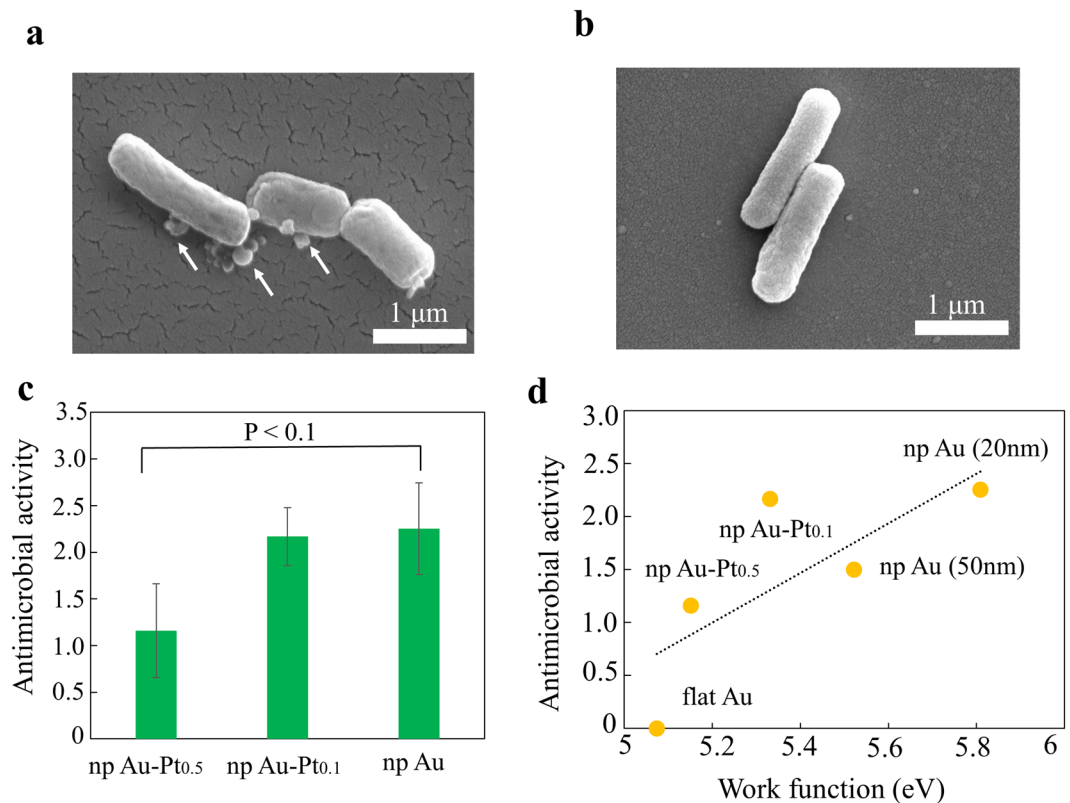 a
b
1 μm
1 μm
c
Antimicrobial activity
3.5
3.0
2.5
2.0
1.5
1.0
0.5
0
P < 0.1
np Au-Pt0.5
np Au-Pt0.1
np Au
d
Antimicrobial activity
3.0
2.5
2.0
1.5
1.0
0.5
0
np Au (20nm)
np Au-Pt0.1
np Au (50nm)
np Au-Pt0.5
flat Au
5
5.2
5.4
5.6
5.8
6
Work function (eV)